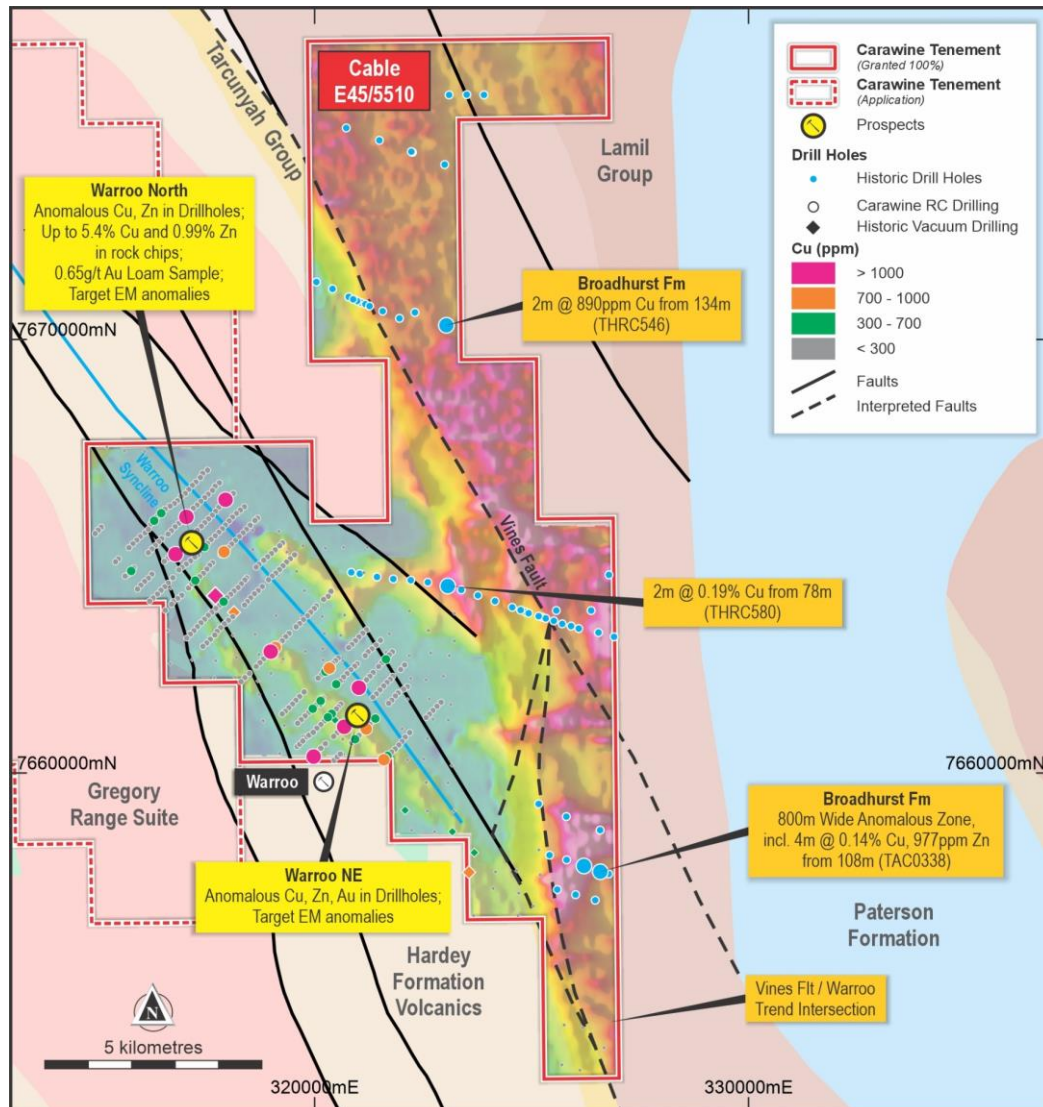 Cable
E45/5510
Tarcunyah Group
Lamil
Group
Warroo North
Anomalous Cu, Zn in Drillholes;
Up to 5.4% Cu and 0.99% Zn
in rock chips;
0.65g/t Au Loam Sample;
Target EM anomalies
Broadhurst Fm
2m @ 890ppm Cu from 134m
(THRC546)
7670000mN
Warroo
Syncline
Vines Fault
2m @ 0.19% Cu from 78m
(THRC580)
7660000mN
7660000mN
Warroo
Gregory
Range Suite
Broadhurst Fm
800m Wide Anomalous Zone,
incl. 4m @ 0.14% Cu, 977ppm Zn
from 108m (TAC0338)
Warroo NE
Anomalous Cu, Zn, Au in Drillholes;
Target EM anomalies
Paterson
Formation
Hardey
Formation
Volcanics
Vines Flt / Warroo
Trend Intersection
N
5 kilometres
320000mE
330000mE
Carawine Tenement
(Granted 100%)
Carawine Tenement
(Application)
Prospects
Drill Holes
Historic Drill Holes
Carawine RC Drilling
Historic Vacuum Drilling
Cu (ppm)
> 1000
700 - 1000
300 - 700
< 300
Faults
Interpreted Faults